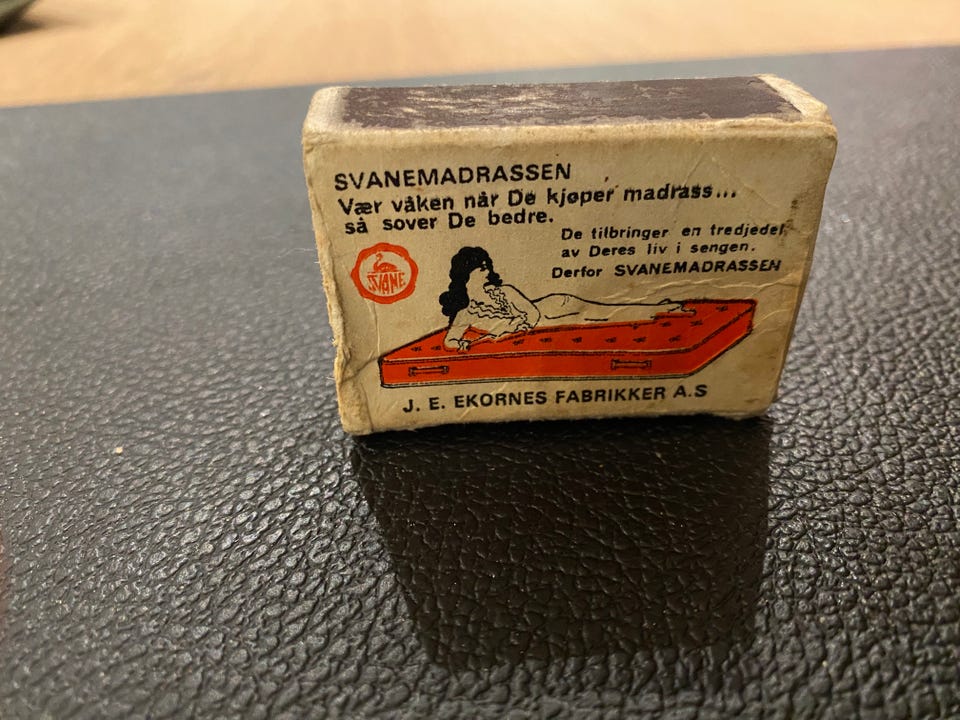 SVANEMADRASSEN
Vær våken når De kjøper madrass...
så sover De bedre.
De tilbringer en tredjedel
av Deres liv i sengen.
Derfor SVANEMADRASSEN
SVANE
J. E. EKORNES FABRIKKER A.S